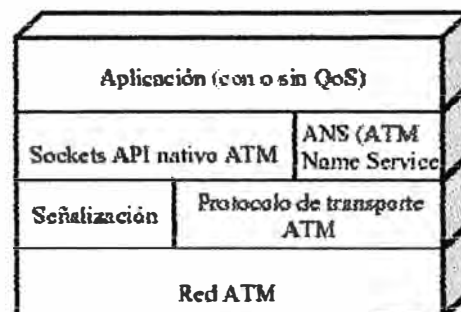 Aplicación (con o sin QoS)
Sockets API nativo ATM
ANS (ATM
Name Service
Señalización
Protocolo de transporte
ATM
Red ATM